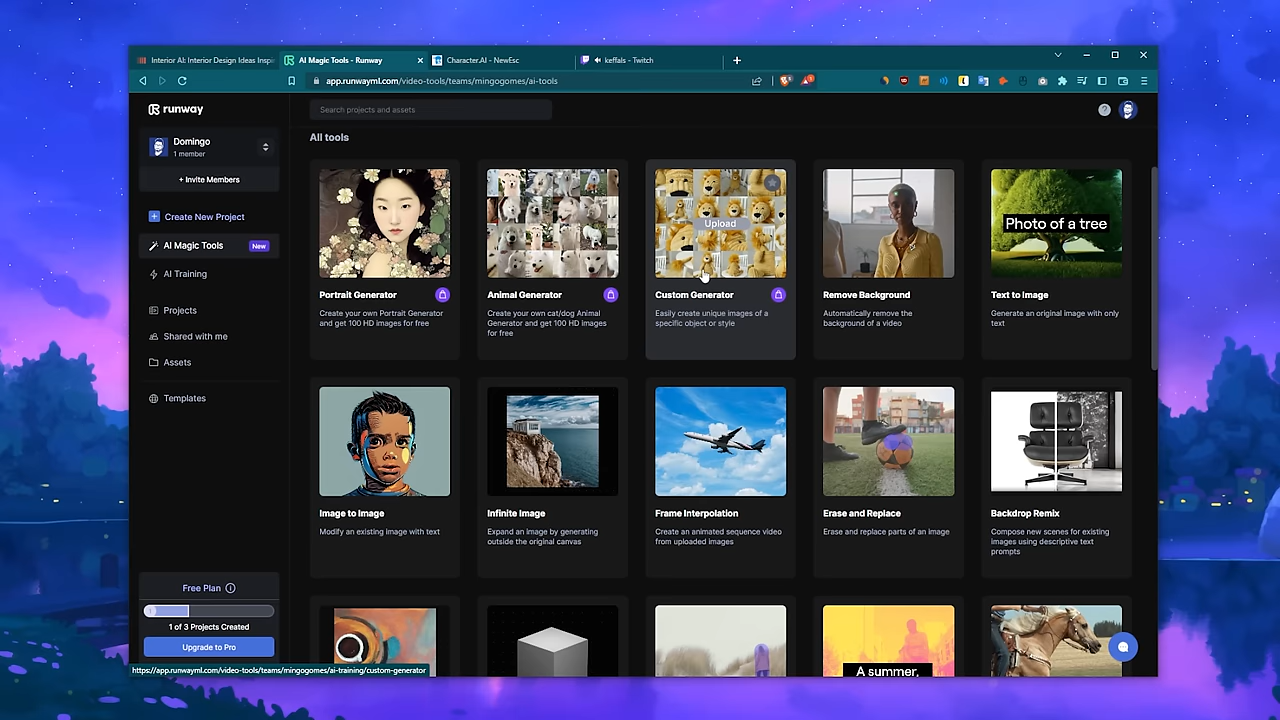 Interior AI: Interior Design Ideas Inspi
AI Magic Tools - Runway
Character.AI - NewEsc
keffals - Twitch
app.runwayml.com/video-tools/teams/mingogomes/ai-tools
runway
Search projects and assets
Domingo
1 member
+ Invite Members
Create New Project
AI Magic Tools
New
AI Training
Projects
Shared with me
Assets
Templates
Free Plan
1 of 3 Projects Created
Upgrade to Pro
https://app.runwayml.com/video-tools/teams/mingogomes/ai-training/custom-generator
All tools
Portrait Generator
Create your own Portrait Generator
and get 100 HD images for free
Animal Generator
Create your own cat/dog Animal
Generator and get 100 HD images
for free
Upload
Custom Generator
Easily create unique images of a
specific object or style
Remove Background
Automatically remove the
background of a video
Photo of a tree
Text to Image
Generate an original image with only
text
Image to Image
Modify an existing image with text
Infinite Image
Expand an image by generating
outside the original canvas
Frame Interpolation
Create an animated sequence video
from uploaded images
Erase and Replace
Erase and replace parts of an image
Backdrop Remix
Compose new scenes for existing
images using descriptive text
prompts
A summer,